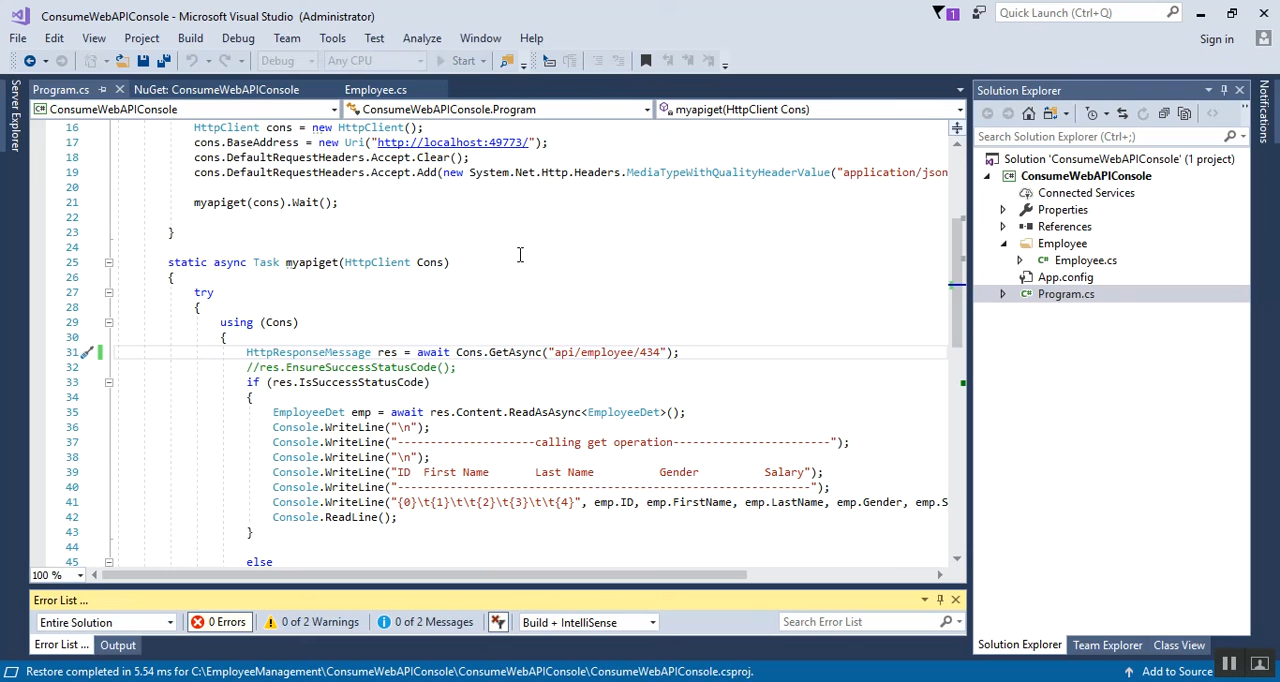 ConsumeWebAPIConsole - Microsoft Visual Studio (Administrator)
1
Quick Launch (Ctrl+Q)
File Edit View Project Build Debug Team Tools Test Analyze Window Help
Sign in
Debug Any CPU Start
Server Explorer
Program.cs NuGet: ConsumeWebAPIConsole Employee.cs
ConsumeWebAPIConsole ConsumeWebAPIConsole.Program myapiget(HttpClient Cons)
16 HttpClient cons = new HttpClient();
17 cons.BaseAddress = new Uri("http://localhost:49773/");
18 cons.DefaultRequestHeaders.Accept.Clear();
19 cons.DefaultRequestHeaders.Accept.Add(new System.Net.Http.Headers.MediaTypeWithQualityHeaderValue("application/json
20
21 myapiget(cons).Wait();
22
23 }
24
25 static async Task myapiget(HttpClient Cons)
26 {
27 try
28 {
29 using (Cons)
30 {
31 HttpResponseMessage res = await Cons.GetAsync("api/employee/434");
32 //res.EnsureSuccessStatusCode();
33 if (res.IsSuccessStatusCode)
34 {
35 EmployeeDet emp = await res.Content.ReadAsAsync<EmployeeDet>();
36 Console.WriteLine("\n");
37 Console.WriteLine("---------------------calling get operation------------------------");
38 Console.WriteLine("\n");
39 Console.WriteLine("ID First Name Last Name Gender Salary");
40 Console.WriteLine("---------------------------------------------------------------");
41 Console.WriteLine("{0}\t{1}\t\t{2}\t{3}\t\t{4}", emp.ID, emp.FirstName, emp.LastName, emp.Gender, emp.S
42 Console.ReadLine();
43 }
44
45 else
100 %
Error List ...
Entire Solution 0 Errors 0 of 2 Warnings 0 of 2 Messages Build + IntelliSense Search Error List
Error List ... Output
Solution Explorer
Search Solution Explorer (Ctrl+;)
Solution 'ConsumeWebAPIConsole' (1 project)
ConsumeWebAPIConsole
Connected Services
Properties
References
Employee
Employee.cs
App.config
Program.cs
Solution Explorer Team Explorer Class View
Notifications
Restore completed in 5.54 ms for C:\EmployeeManagement\ConsumeWebAPIConsole\ConsumeWebAPIConsole\ConsumeWebAPIConsole.csproj.
Add to Source